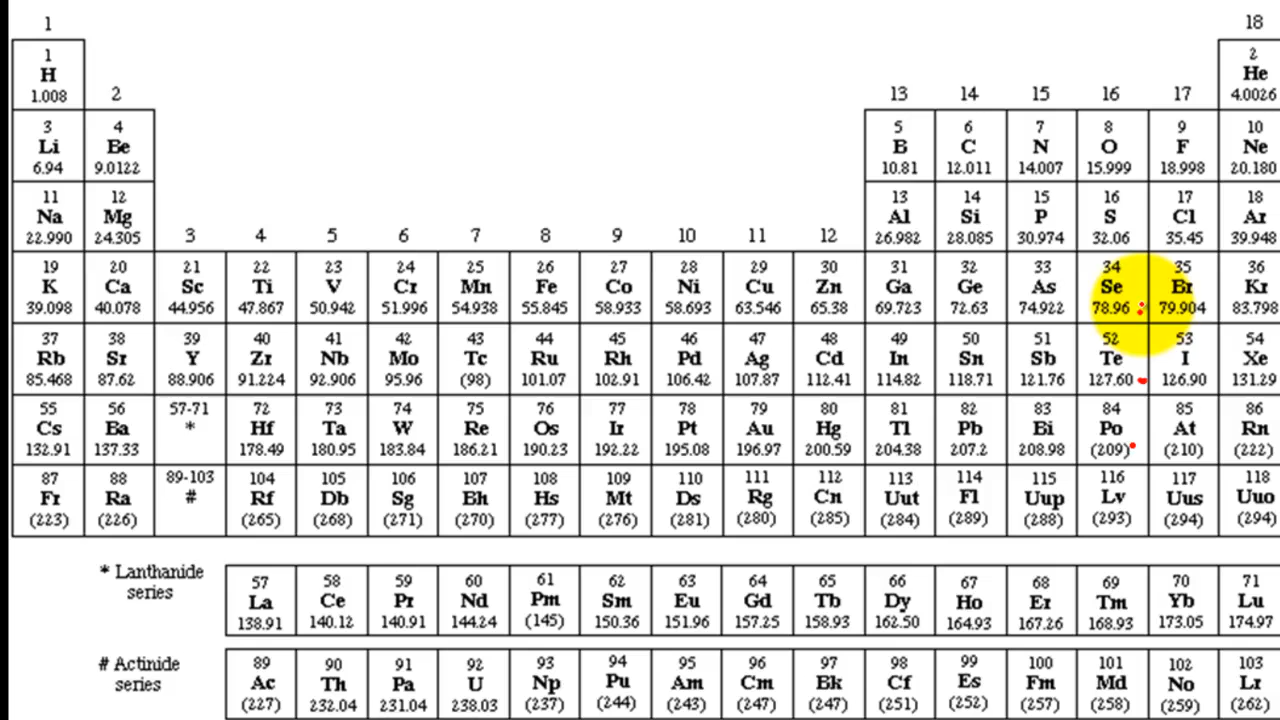 1 18
1 2
H He
1.008 2 13 14 15 16 17 4.0026
3 4 5 6 7 8 9 10
Li Be B C N O F Ne
6.94 9.0122 10.81 12.011 14.007 15.999 18.998 20.180
11 12 13 14 15 16 17 18
Na Mg Al Si P S Cl Ar
22.990 24.305 3 4 5 6 7 8 9 10 11 12 26.982 28.085 30.974 32.06 35.45 39.948
19 20 21 22 23 24 25 26 27 28 29 30 31 32 33 34 35 36
K Ca Sc Ti V Cr Mn Fe Co Ni Cu Zn Ga Ge As Se Br Kr
39.098 40.078 44.956 47.867 50.942 51.996 54.938 55.845 58.933 58.693 63.546 65.38 69.723 72.63 74.922 78.96 79.904 83.798
37 38 39 40 41 42 43 44 45 46 47 48 49 50 51 52 53 54
Rb Sr Y Zr Nb Mo Tc Ru Rh Pd Ag Cd In Sn Sb Te I Xe
85.468 87.62 88.906 91.224 92.906 95.96 (98) 101.07 102.91 106.42 107.87 112.41 114.82 118.71 121.76 127.60 126.90 131.29
55 56 57-71 72 73 74 75 76 77 78 79 80 81 82 83 84 85 86
Cs Ba * Hf Ta W Re Os Ir Pt Au Hg Tl Pb Bi Po At Rn
132.91 137.33 178.49 180.95 183.84 186.21 190.23 192.22 195.08 196.97 200.59 204.38 207.2 208.98 (209) (210) (222)
87 88 89-103 104 105 106 107 108 109 110 111 112 113 114 115 116 117 118
Fr Ra # Rf Db Sg Bh Hs Mt Ds Rg Cn Uut Fl Uup Lv Uus Uuo
(223) (226) (265) (268) (271) (270) (277) (276) (281) (280) (285) (284) (289) (288) (293) (294) (294)
* Lanthanide
series
57 58 59 60 61 62 63 64 65 66 67 68 69 70 71
La Ce Pr Nd Pm Sm Eu Gd Tb Dy Ho Er Tm Yb Lu
138.91 140.12 140.91 144.24 (145) 150.36 151.96 157.25 158.93 162.50 164.93 167.26 168.93 173.05 174.97
# Actinide
series
89 90 91 92 93 94 95 96 97 98 99 100 101 102 103
Ac Th Pa U Np Pu Am Cm Bk Cf Es Fm Md No Lr
(227) 232.04 231.04 238.03 (237) (244) (243) (247) (247) (251) (252) (257) (258) (259) (262)